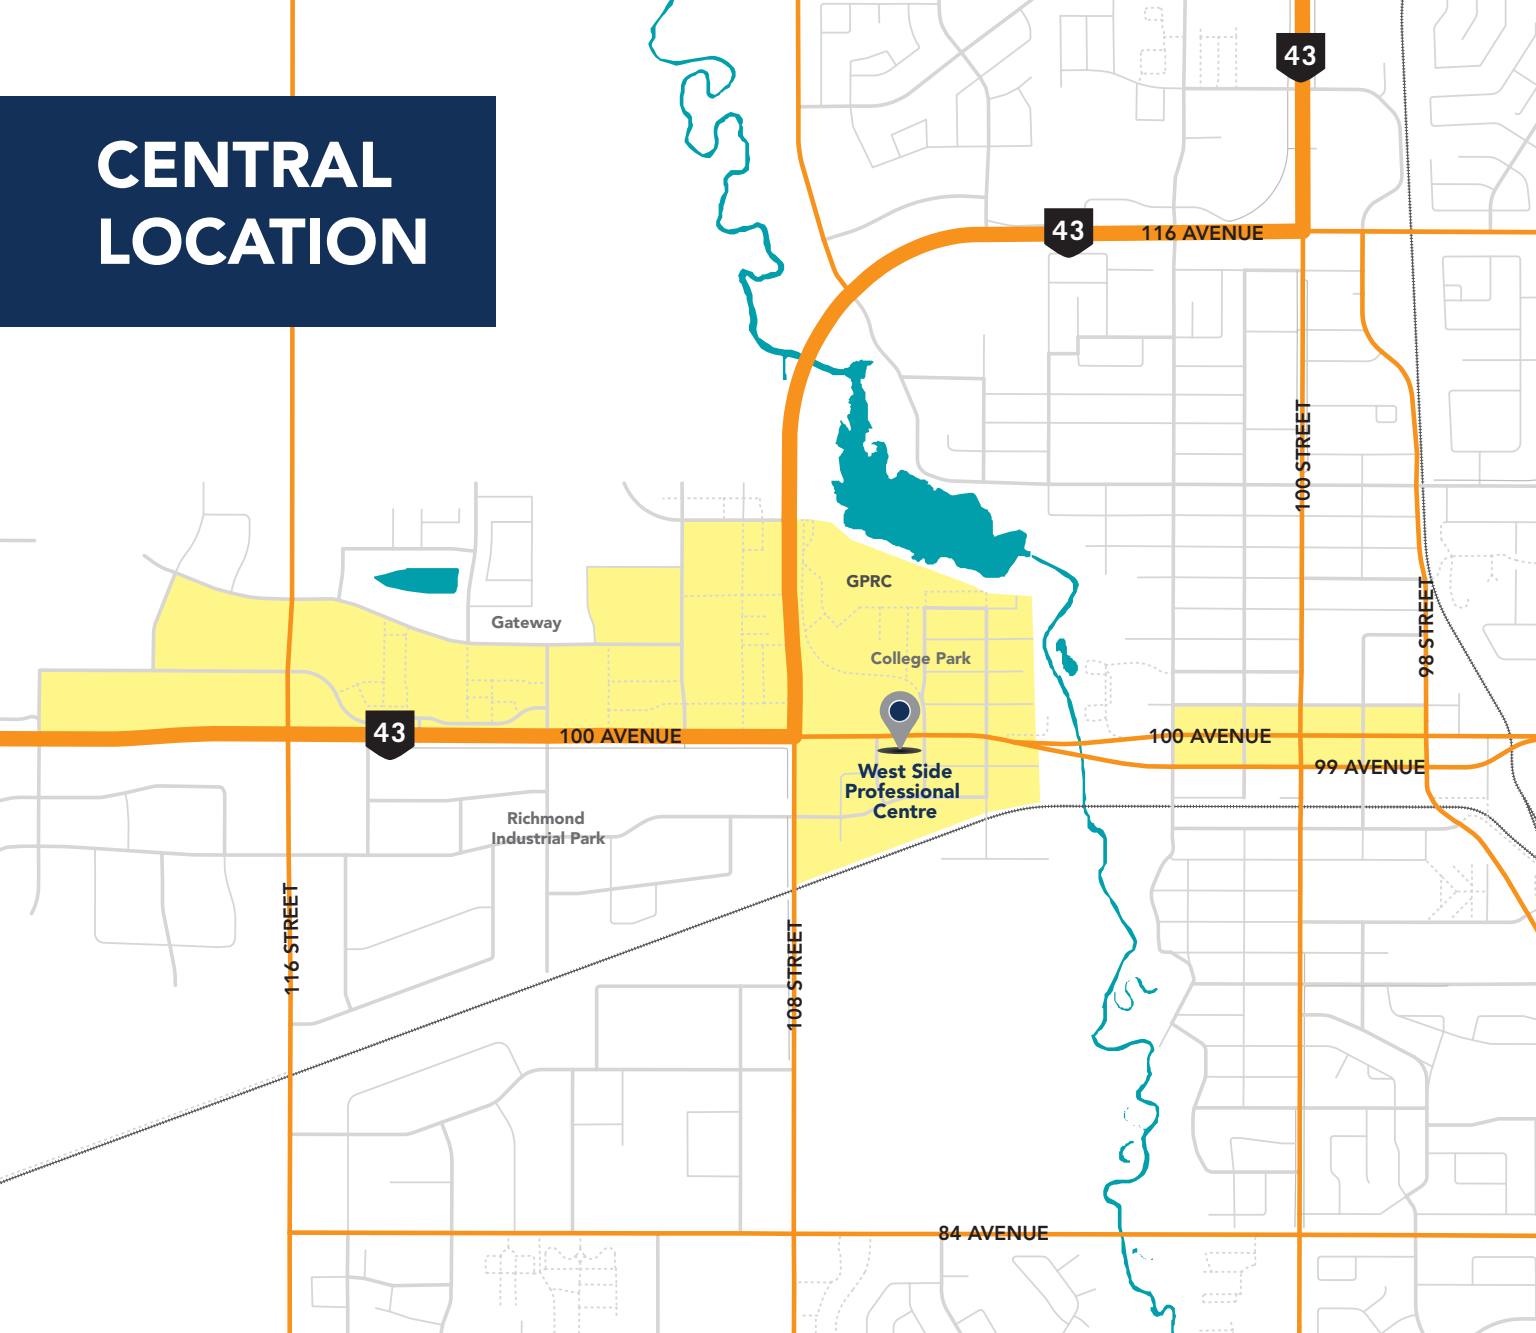 43
CENTRAL
LOCATION
43
116 AVENUE
100 STREET
GPRC
98 STREET
Gateway
College Park
43
100 AVENUE
100 AVENUE
99 AVENUE
West Side
Professional
Centre
Richmond
Industrial Park
116 STREET
108 STREET
84 AVENUE